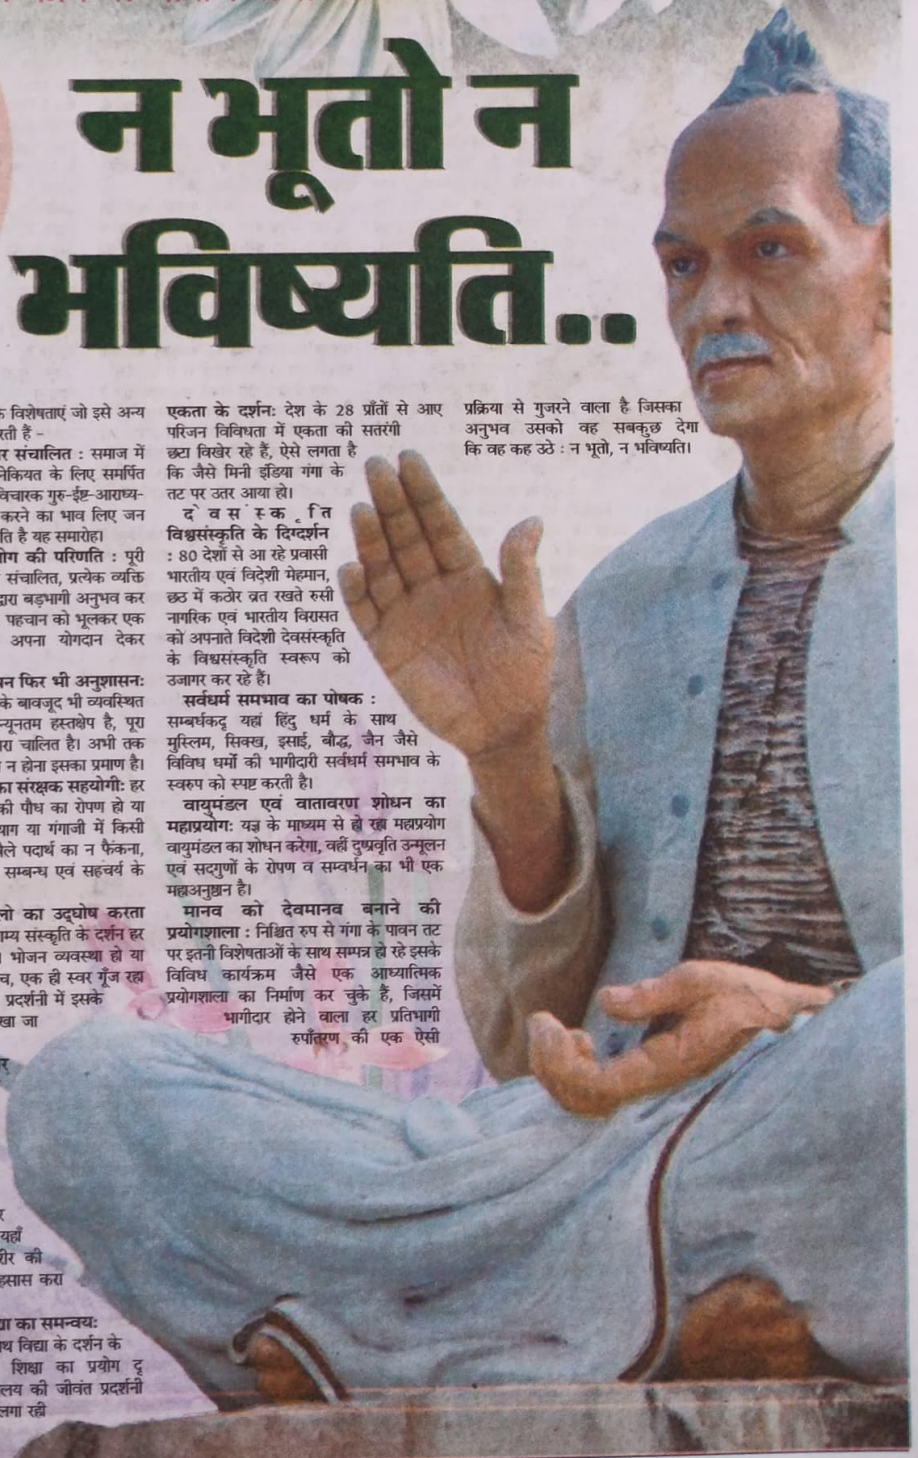 न भूतो न
भविष्यति..
विशेषताएं जो इसे अन्य
रती हैं -
संचालित : समाज में
नेकियत के लिए समर्पित
विचारक गुरु-ईष्ट-आराध्य-
करने का भाव लिए जन
ति है यह समारोह।
ोग की परिणति : पूरी
संचालित, प्रत्येक व्यक्ति
द्वारा बड़भागी अनुभव कर
पहचान को भूलकर एक
अपना योगदान देकर
न फिर भी अनुशासन:
के बावजूद भी व्यवस्थित
न्यूनतम हस्तक्षेप है, पूरा
रा चालित है। अभी तक
न होना इसका प्रमाण है।
का संरक्षक सहयोगी: हर
की पौध का रोपण हो या
याग या गंगाजी में किसी
ैले पदार्थ का न फैंकना,
सम्बन्ध एवं सहचर्य के
लो का उद्घोष करता
ाम्य संस्कृति के दर्शन हर
। भोजन व्यवस्था हो या
च, एक ही स्वर गूँज रहा
प्रदर्शनी में इसके
खा जा
र
यहाँ
रीर की
हसास करा
ा का समन्वय:
थ विद्या के दर्शन के
शिक्षा का प्रयोग दृ
लय की जीवंत प्रदर्शनी
लगा रही
एकता के दर्शन: देश के 28 प्राँतों से आए
परिजन विविधता में एकता की सतरंगी
छटा विखेर रहे हैं, ऐसे लगता है
कि जैसे मिनी इंडिया गंगा के
तट पर उतर आया हो।
देवसंस्कृति
विश्वसंस्कृति के दिग्दर्शन
: 80 देशों से आ रहे प्रवासी
भारतीय एवं विदेशी मेहमान,
छठ में कठोर व्रत रखते रुसी
नागरिक एवं भारतीय विरासत
को अपनाते विदेशी देवसंस्कृति
के विश्वसंस्कृति स्वरूप को
उजागर कर रहे हैं।
सर्वधर्म समभाव का पोषक :
सम्बर्धकदृ यहां हिंदु धर्म के साथ
मुस्लिम, सिक्ख, इसाई, बौद्ध, जैन जैसे
विविध धर्मों की भागीदारी सर्वधर्म समभाव के
स्वरुप को स्पष्ट करती है।
वायुमंडल एवं वातावरण शोधन का
महाप्रयोग: यज्ञ के माध्यम से हो रहा महाप्रयोग
वायुमंडल का शोधन करेगा, वहीं दुष्प्रवृति उन्मूलन
एवं सद्गुणों के रोपण व सम्वर्धन का भी एक
महाअनुष्ठान है।
मानव को देवमानव बनाने की
प्रयोगशाला : निश्चित रुप से गंगा के पावन तट
पर इतनी विशेषताओं के साथ सम्पन्न हो रहे इसके
विविध कार्यक्रम जैसे एक आध्यात्मिक
प्रयोगशाला का निर्माण कर चुके हैं, जिसमें
भागीदार होने वाला हर प्रतिभागी
रुपाँतरण की एक ऐसी
प्रक्रिया से गुजरने वाला है जिसका
अनुभव उसको वह सबकुछ देगा
कि वह कह उठे : न भूतो, न भविष्यति।